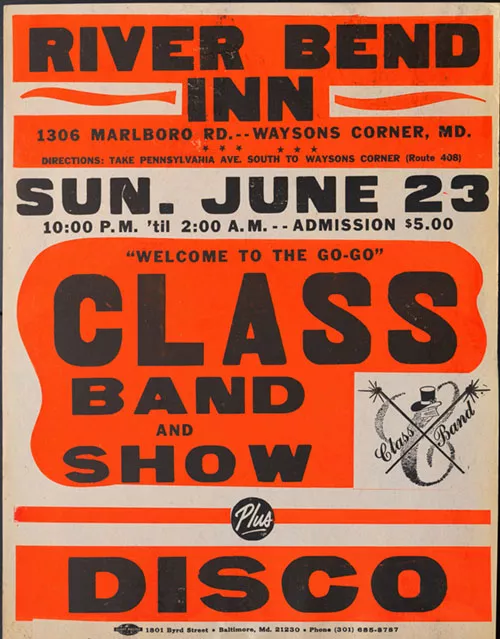 RIVER BEND
INN
1306 MARLBORO RD.--WAYSONS CORNER, MD.
DIRECTIONS: TAKE PENNSYLVAHIA AVE. SOUTH TO WAYSONS CORNER (Route 408)
SUN. JUNE 23
10:00 P.M. 'til 2:00 A.M.--ADMISSION $5.00
"WELCOME TO THE GO-GO"
CLASS
BAND
AND
SHOW
Class Band
Plus
DISCO
1801 Byrd Street • Baltimore, Md. 21230 • Phone (301) 685-8787